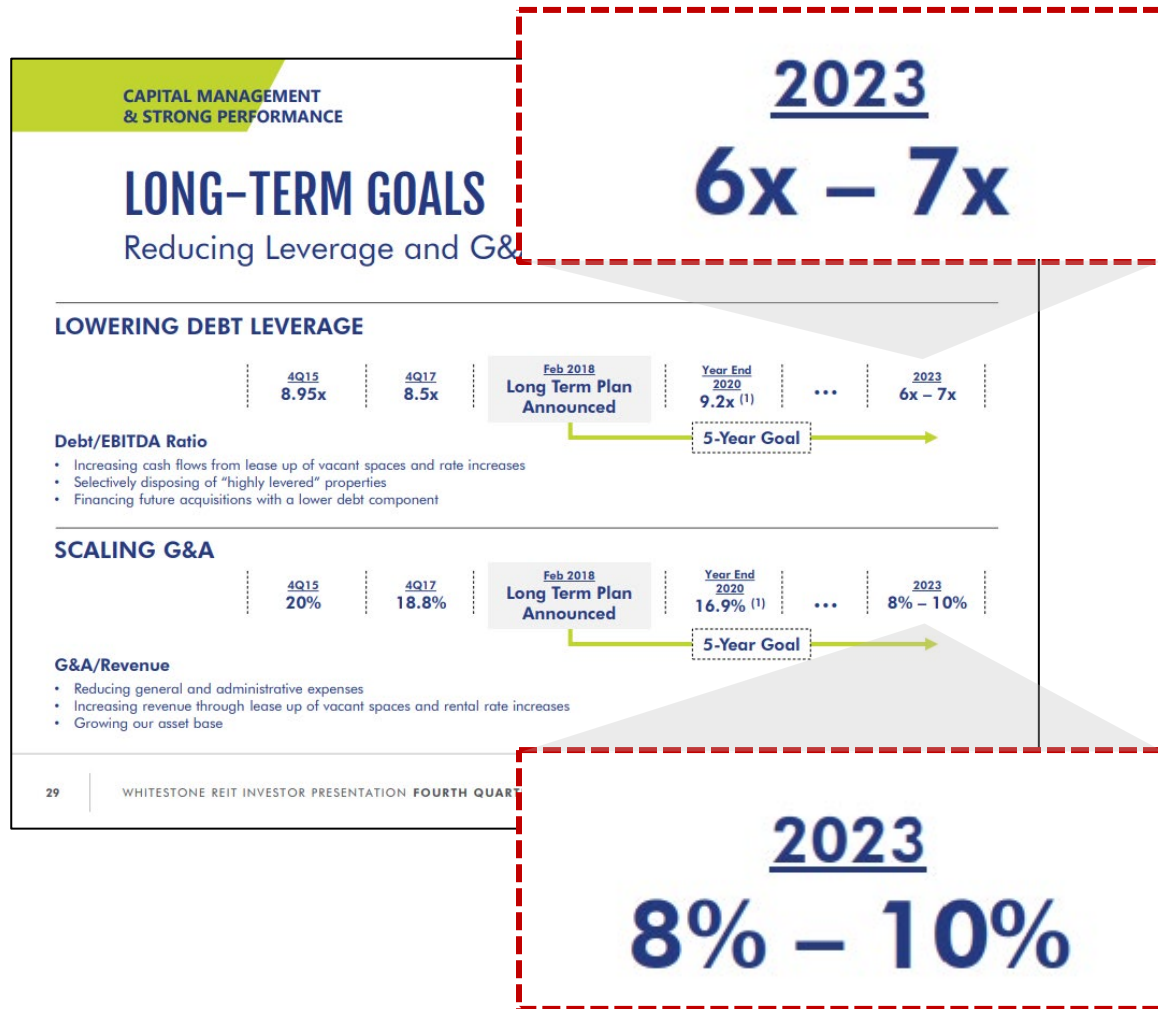 CAPITAL MANAGEMENT
& STRONG PERFORMANCE
LONG-TERM GOALS
Reducing Leverage and G&
2023
6x – 7x
LOWERING DEBT LEVERAGE
4Q15
8.95x
4Q17
8.5x
Feb 2018
Long Term Plan
Announced
Year End
2020
9.2x (1)
...
2023
6x – 7x
5-Year Goal
Debt/EBITDA Ratio
• Increasing cash flows from lease up of vacant spaces and rate increases
• Selectively disposing of “highly levered” properties
• Financing future acquisitions with a lower debt component
SCALING G&A
4Q15
20%
4Q17
18.8%
Feb 2018
Long Term Plan
Announced
Year End
2020
16.9% (1)
...
2023
8% – 10%
5-Year Goal
G&A/Revenue
• Reducing general and administrative expenses
• Increasing revenue through lease up of vacant spaces and rental rate increases
• Growing our asset base
29
WHITESTONE REIT INVESTOR PRESENTATION FOURTH QUART
2023
8% – 10%